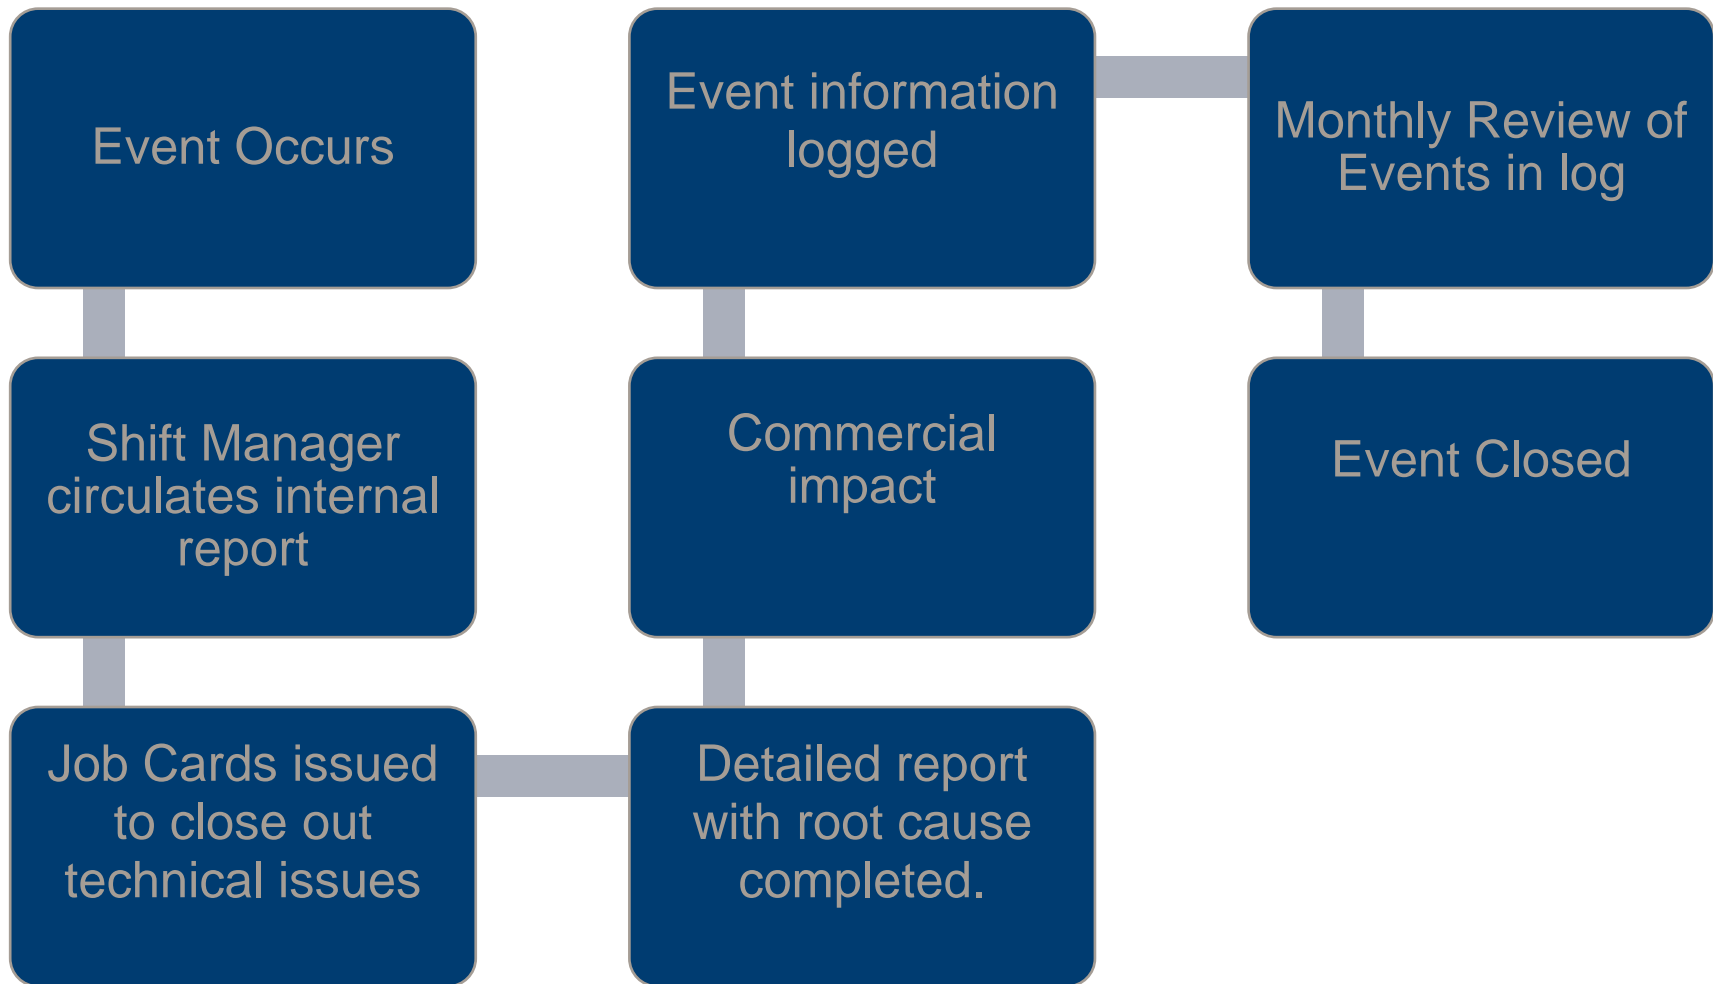 Event Occurs
Shift Manager
circulates internal
report
Job Cards issued
to close out
technical issues
Detailed report
with root cause
completed.
Commercial
impact
Event information
logged
Monthly Review of
Events in log
Event Closed